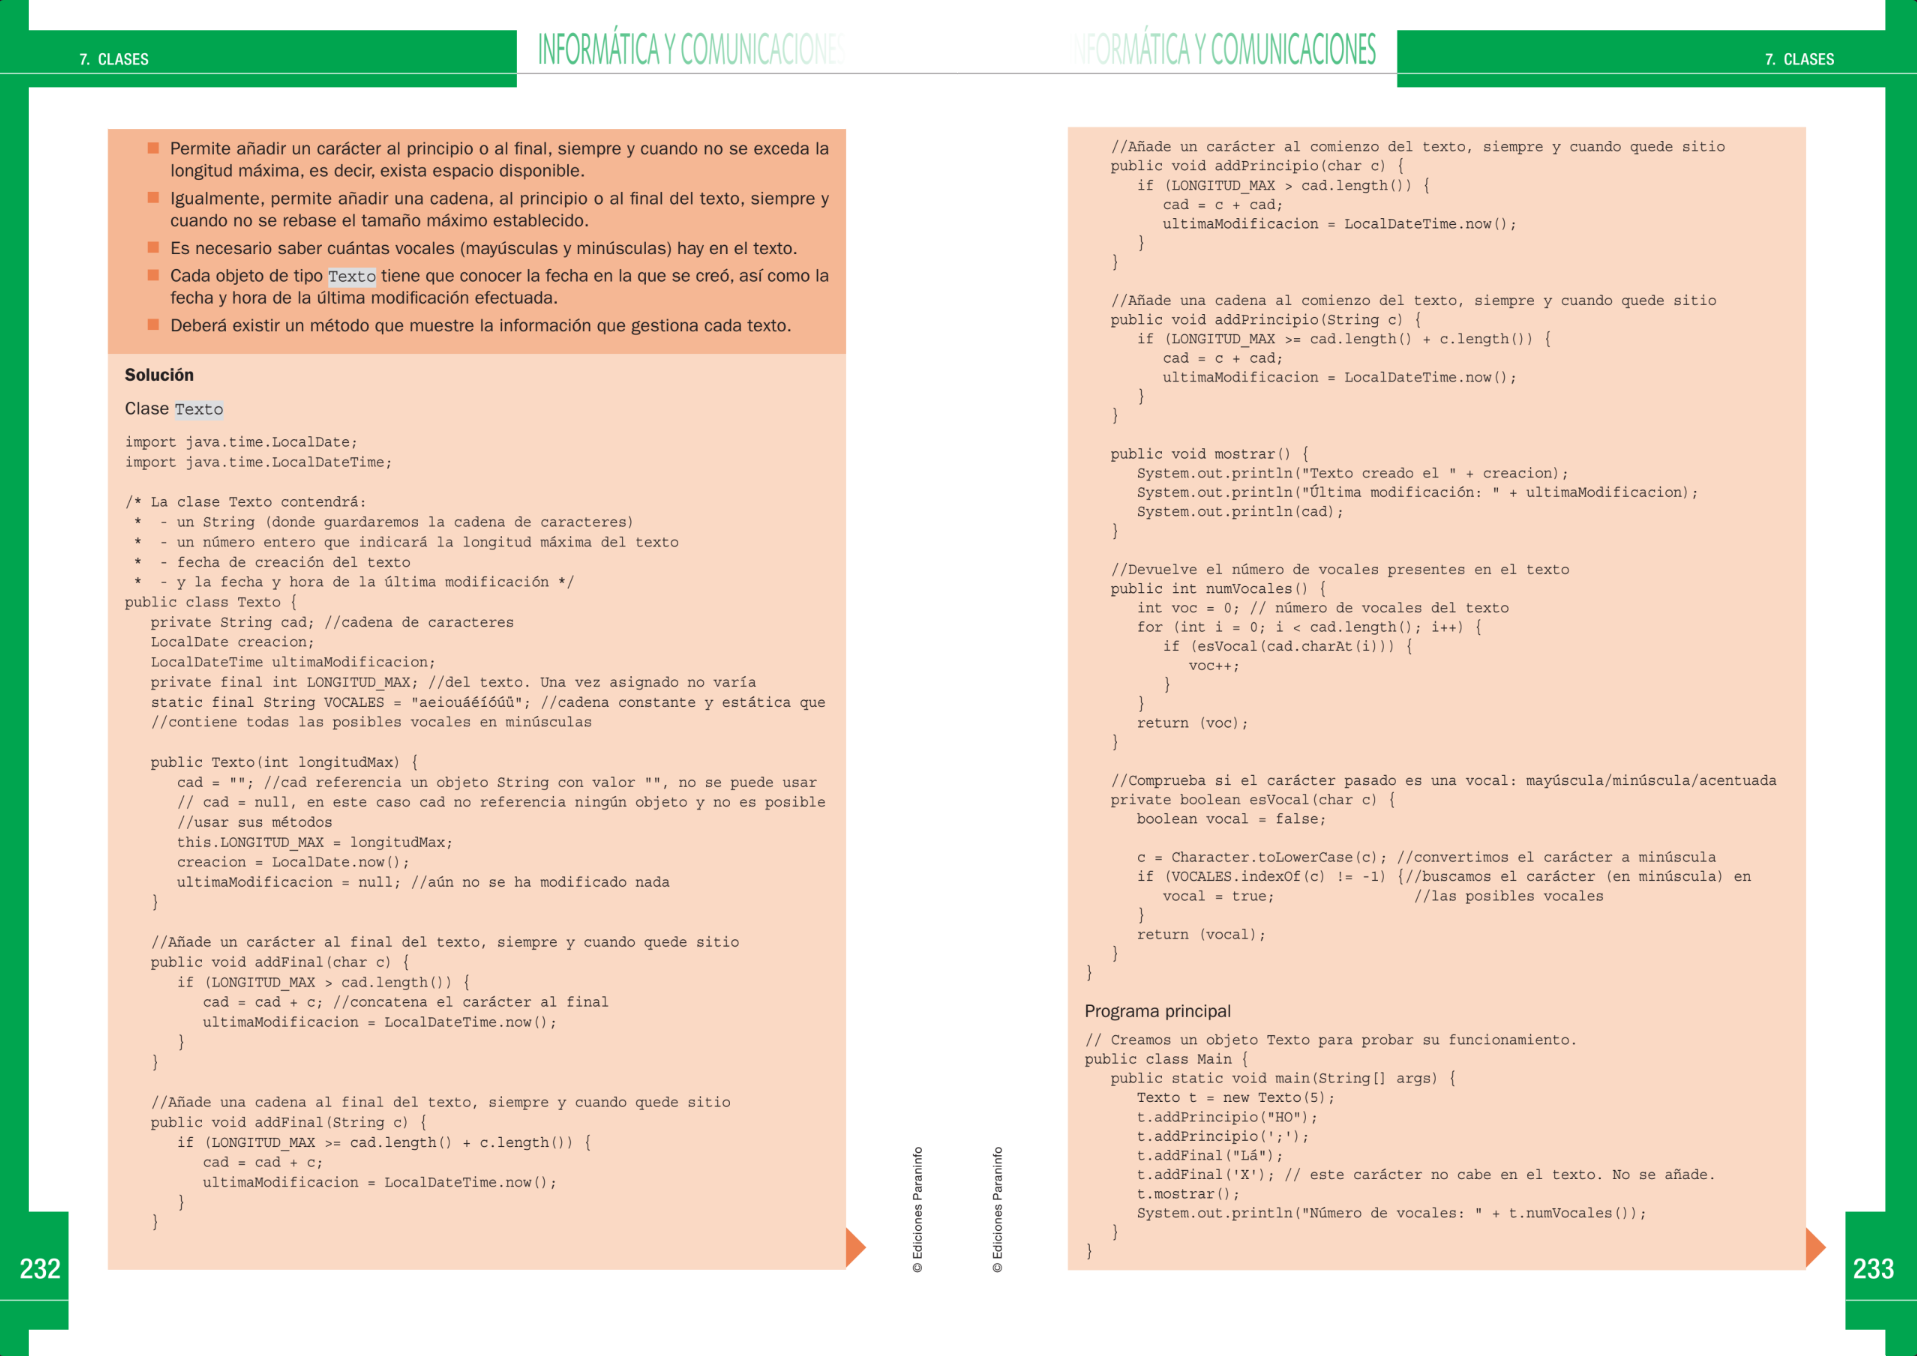 7. CLASES
INFORMÁTICA Y COMUNICACIONES
Permite añadir un carácter al principio o al final, siempre y cuando no se exceda la
longitud máxima, es decir, exista espacio disponible.
Igualmente, permite añadir una cadena, al principio o al final del texto, siempre y
cuando no se rebase el tamaño máximo establecido.
Es necesario saber cuántas vocales (mayúsculas y minúsculas) hay en el texto.
Cada objeto de tipo Texto tiene que conocer la fecha en la que se creó, así como la
fecha y hora de la última modificación efectuada.
Deberá existir un método que muestre la información que gestiona cada texto.
Solución
Clase Texto
import java.time.LocalDate;
import java.time.LocalDateTime;
/* La clase Texto contendrá:
*  - un String (donde guardaremos la cadena de caracteres)
*  - un número entero que indicará la longitud máxima del texto
*  - fecha de creación del texto
*  - y la fecha y hora de la última modificación */
public class Texto {
private String cad; //cadena de caracteres
LocalDate creacion;
LocalDateTime ultimaModificacion;
private final int LONGITUD_MAX; //del texto. Una vez asignado no varía
static final String VOCALES = "aeiouáéíóúü"; //cadena constante y estática que
//contiene todas las posibles vocales en minúsculas
public Texto(int longitudMax) {
cad = ""; //cad referencia un objeto String con valor "", no se puede usar
// cad = null, en este caso cad no referencia ningún objeto y no es posible
//usar sus métodos
this.LONGITUD_MAX = longitudMax;
creacion = LocalDate.now();
ultimaModificacion = null; //aún no se ha modificado nada
}
//Añade un carácter al final del texto, siempre y cuando quede sitio
public void addFinal(char c) {
if (LONGITUD_MAX > cad.length()) {
cad = cad + c; //concatena el carácter al final
ultimaModificacion = LocalDateTime.now();
}
}
//Añade una cadena al final del texto, siempre y cuando quede sitio
public void addFinal(String c) {
if (LONGITUD_MAX >= cad.length() + c.length()) {
cad = cad + c;
ultimaModificacion = LocalDateTime.now();
}
}
© Ediciones Paraninfo
232
INFORMÁTICA Y COMUNICACIONES
7. CLASES
//Añade un carácter al comienzo del texto, siempre y cuando quede sitio
public void addPrincipio(char c) {
if (LONGITUD_MAX > cad.length()) {
cad = c + cad;
ultimaModificacion = LocalDateTime.now();
}
}
//Añade una cadena al comienzo del texto, siempre y cuando quede sitio
public void addPrincipio(String c) {
if (LONGITUD_MAX >= cad.length() + c.length()) {
cad = c + cad;
ultimaModificacion = LocalDateTime.now();
}
}
public void mostrar() {
System.out.println("Texto creado el " + creacion);
System.out.println("Última modificación: " + ultimaModificacion);
System.out.println(cad);
}
//Devuelve el número de vocales presentes en el texto
public int numVocales() {
int voc = 0; // número de vocales del texto
for (int i = 0; i < cad.length(); i++) {
if (esVocal(cad.charAt(i))) {
voc++;
}
}
return (voc);
}
//Comprueba si el carácter pasado es una vocal: mayúscula/minúscula/acentuada
private boolean esVocal(char c) {
boolean vocal = false;
c = Character.toLowerCase(c); //convertimos el carácter a minúscula
if (VOCALES.indexOf(c) != -1) {//buscamos el carácter (en minúscula) en
vocal = true; //las posibles vocales
}
return (vocal);
}
}
Programa principal
// Creamos un objeto Texto para probar su funcionamiento.
public class Main {
public static void main(String[] args) {
Texto t = new Texto(5);
t.addPrincipio("HO");
t.addPrincipio(';');
t.addFinal("Lá");
t.addFinal('X'); // este carácter no cabe en el texto. No se añade.
t.mostrar();
System.out.println("Número de vocales: " + t.numVocales());
}
}
© Ediciones Paraninfo
233